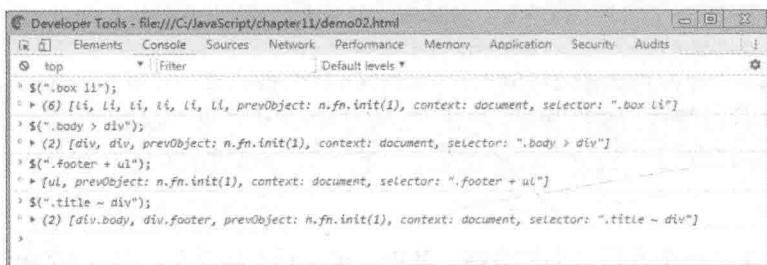 Developer Tools - file:///C:/JavaScript/chapter11/demo02.html
Elements Console Sources Network Performance Memory Application Security Audits
top Filter Default levels
> $(".box li");
(6) [li, li, li, li, li, li, prevObject: n.fn.init(1), context: document, selector: ".box li"]
> $(".body > div");
(2) [div, div, prevObject: n.fn.init(1), context: document, selector: ".body > div"]
> $(".footer + ul");
[ul, prevObject: n.fn.init(1), context: document, selector: ".footer + ul"]
> $(".title ~ div");
(2) [div.body, div.footer, prevObject: n.fn.init(1), context: document, selector: ".title ~ div"]
>